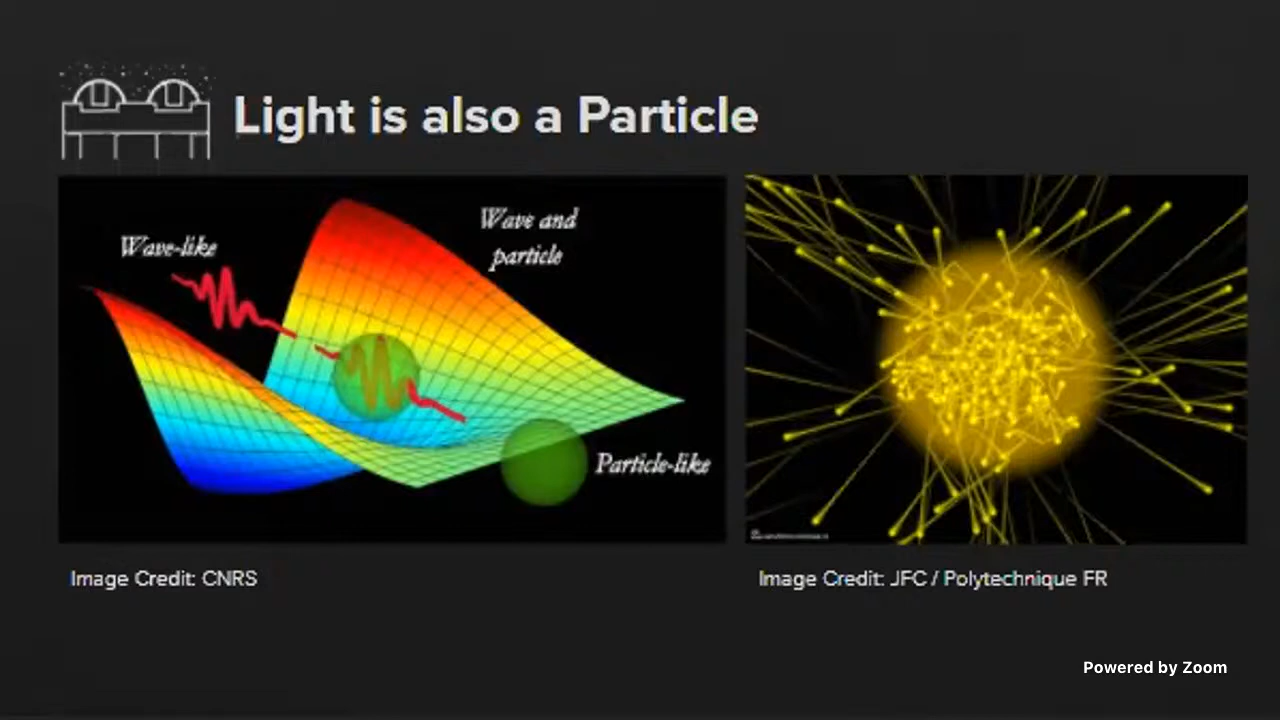 Light is also a Particle
Wave-like
Wave and
particle
Particle-like
Image Credit: CNRS
Image Credit: JFC / Polytechnique FR
Powered by Zoom